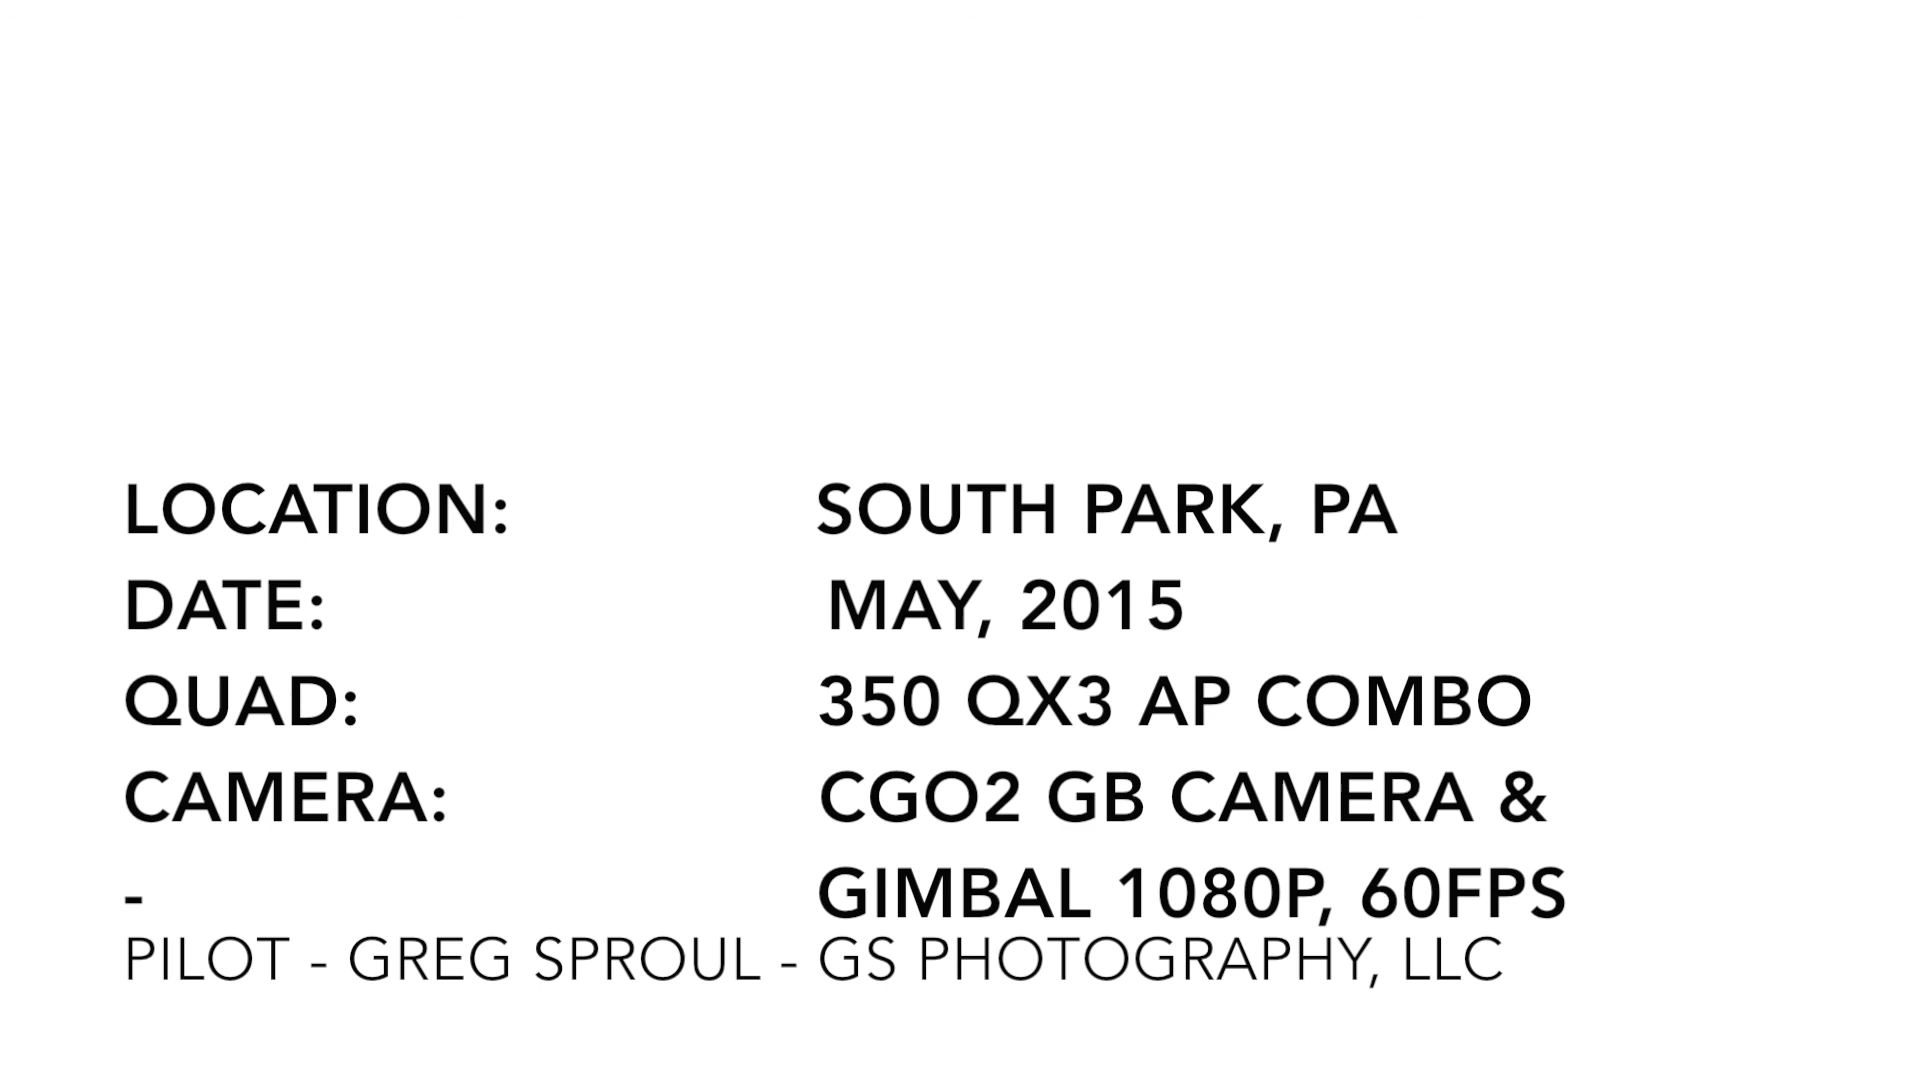 LOCATION: SOUTH PARK, PA
DATE: MAY, 2015
QUAD: 350 QX3 AP COMBO
CAMERA: CGO2 GB CAMERA &
- GIMBAL 1080P, 60FPS
PILOT - GREG SPROUL - GS PHOTOGRAPHY, LLC